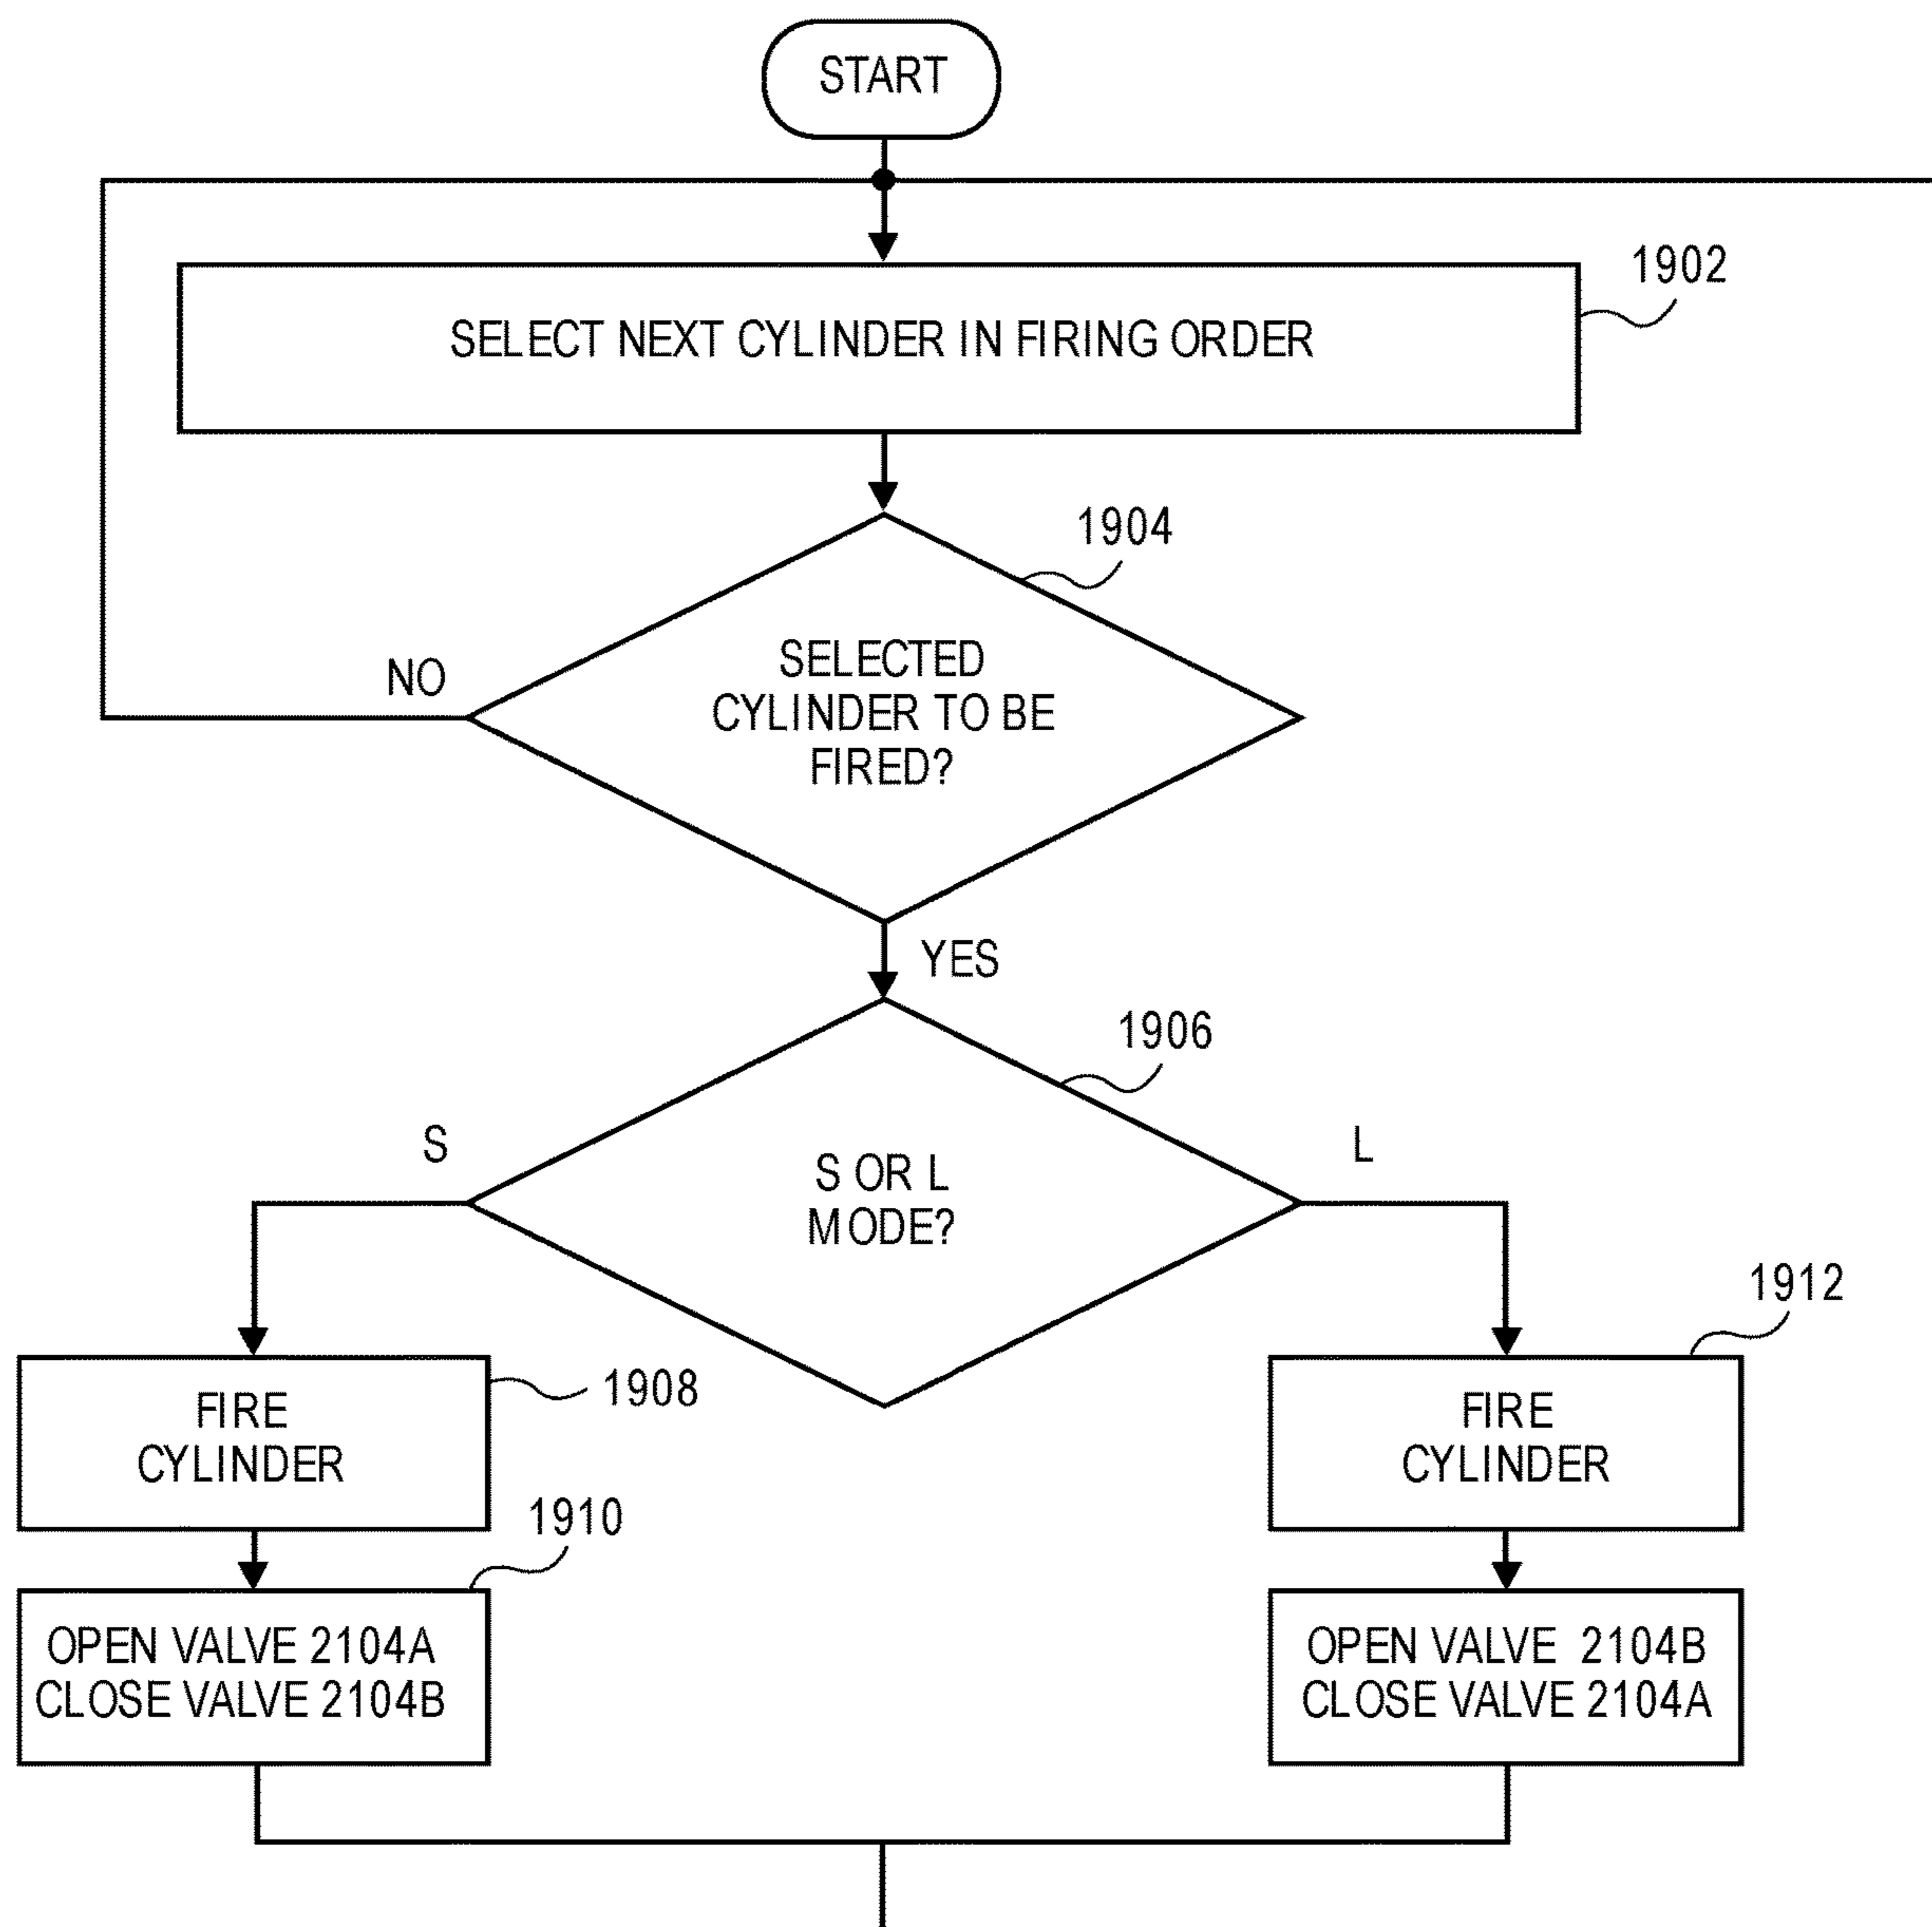 START
1902
SELECT NEXT CYLINDER IN FIRING ORDER
1904
SELECTED
CYLINDER TO BE
FIRED?
NO
YES
1906
S
S OR L
MODE?
L
1908
FIRE
CYLINDER
1912
FIRE
CYLINDER
1910
OPEN VALVE 2104A
CLOSE VALVE 2104B
OPEN VALVE 2104B
CLOSE VALVE 2104A